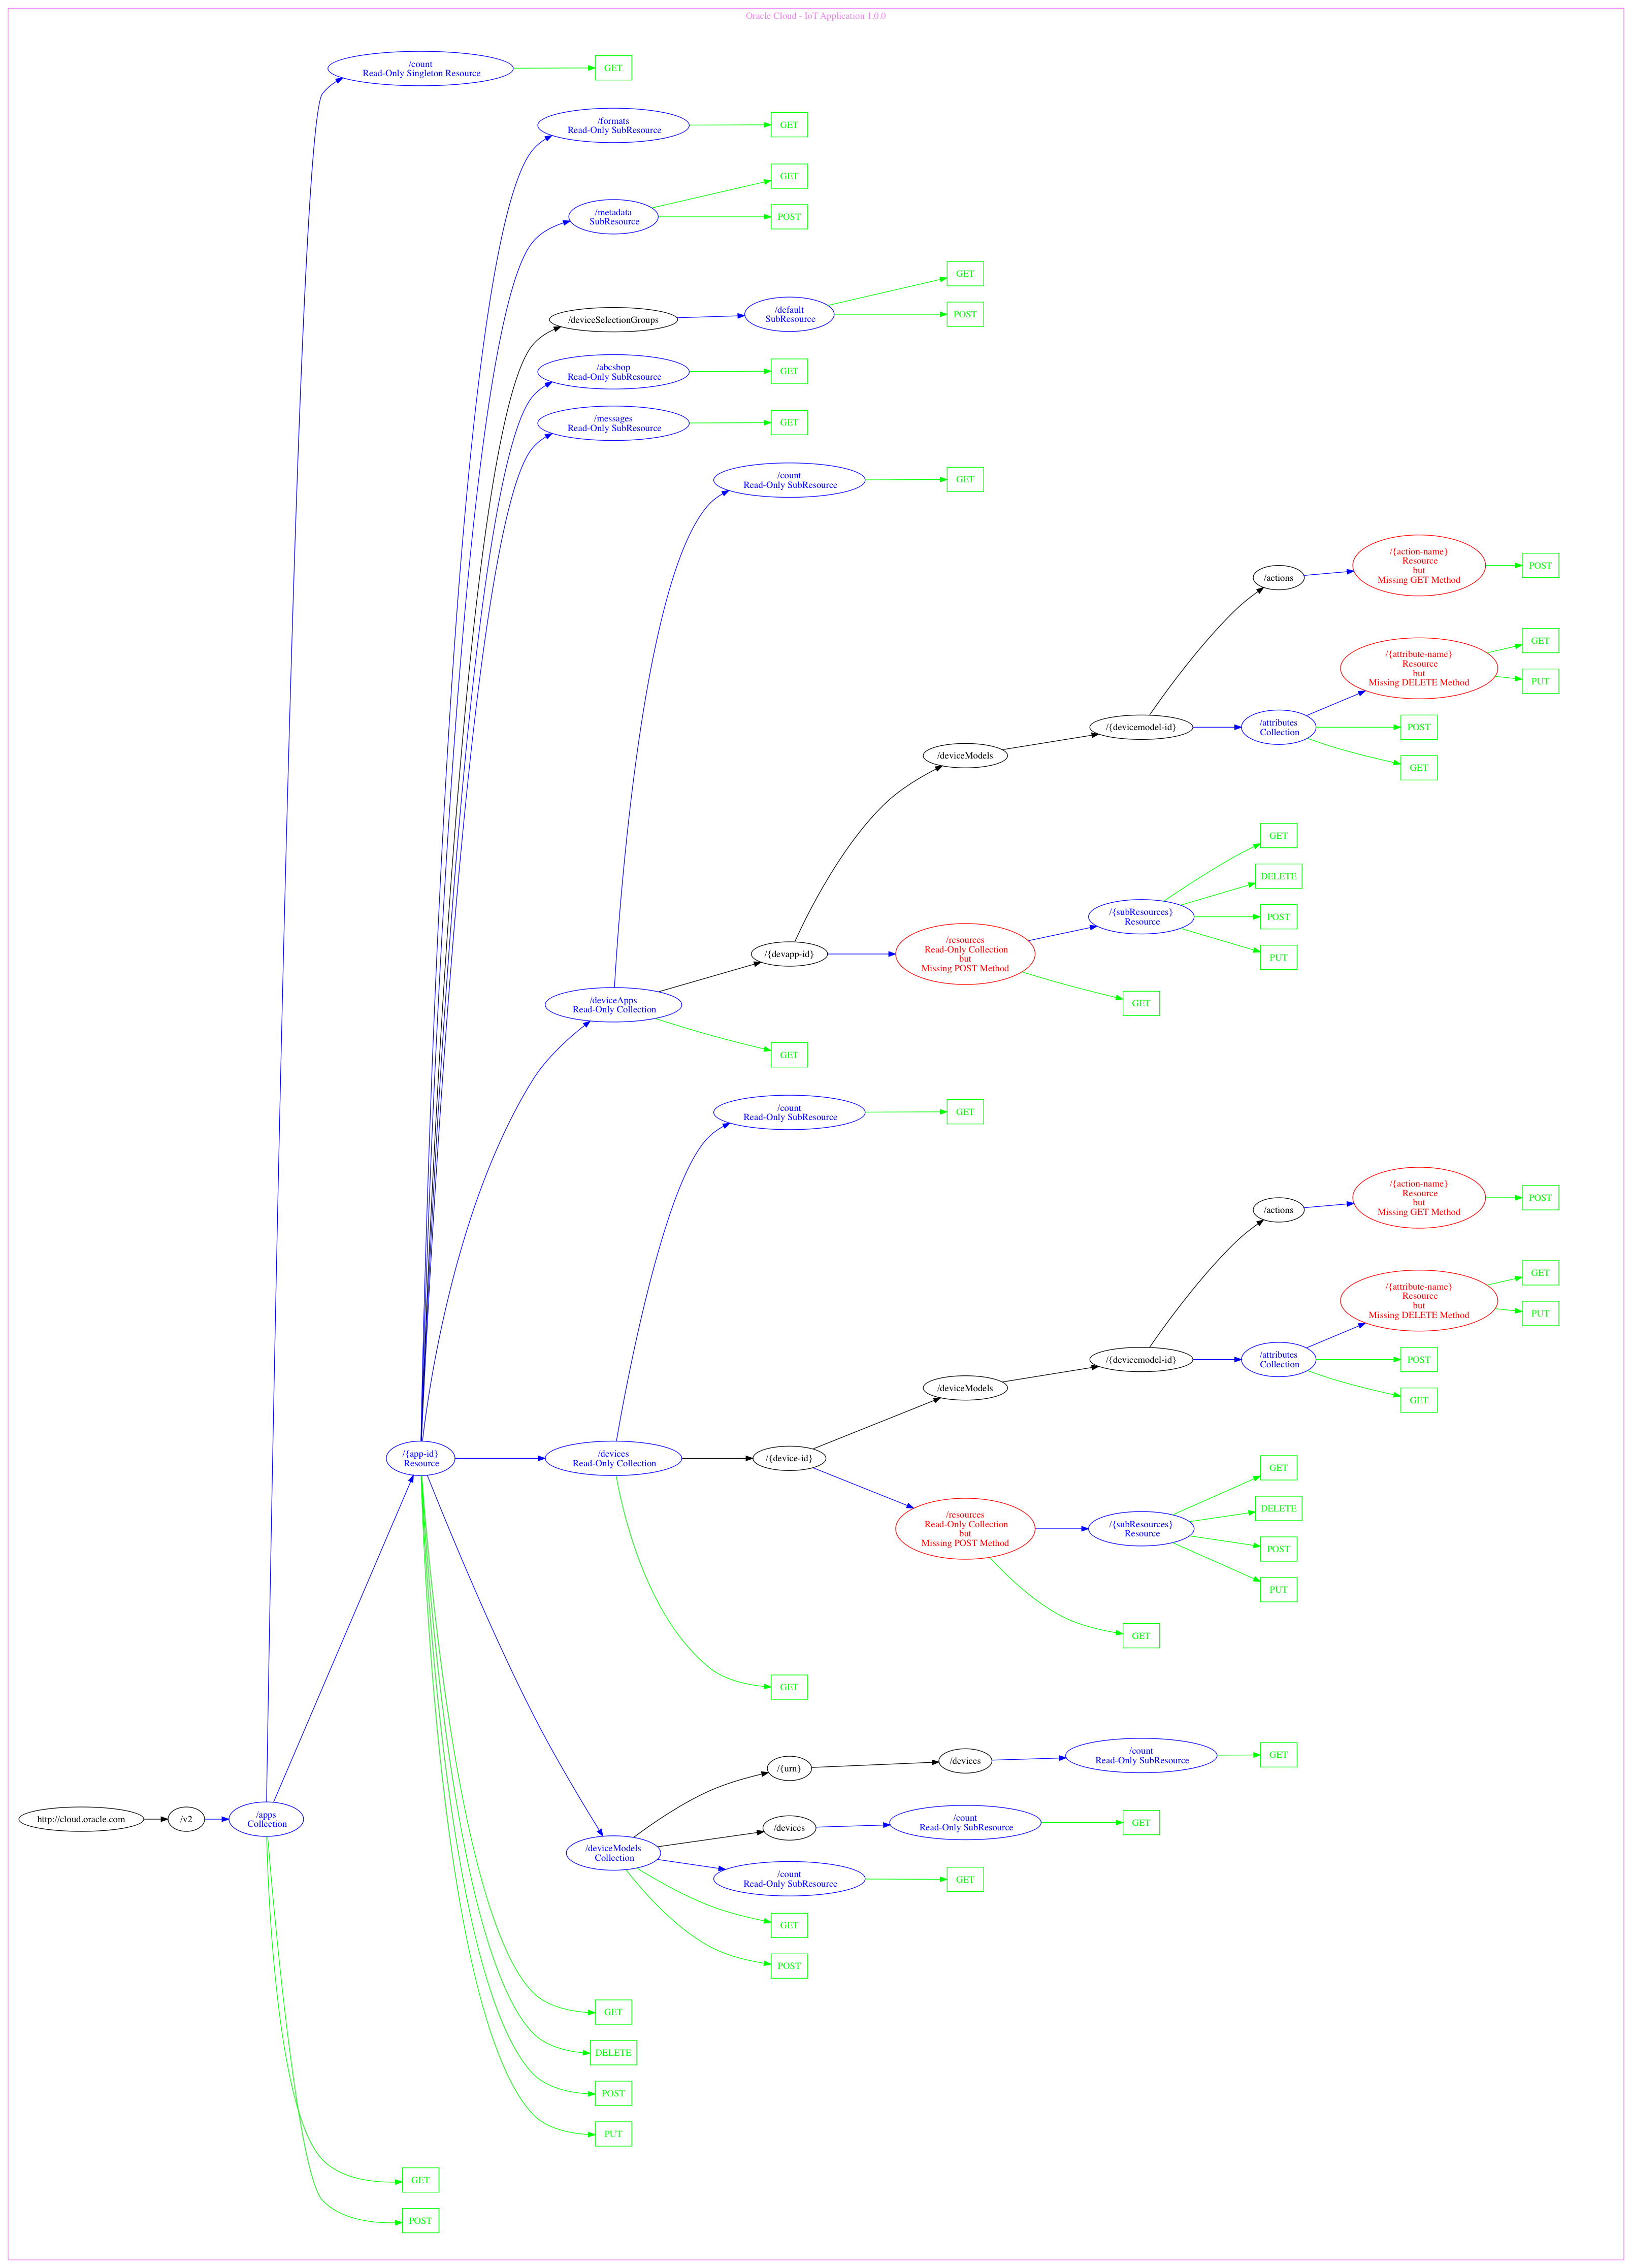 Oracle Cloud - IoT Application 1.0.0
/count
Read-Only Singleton Resource
GET
/formats
Read-Only SubResource
GET
/metadata
SubResource
GET
POST
/deviceSelectionGroups
/default
SubResource
GET
POST
/abcsbop
Read-Only SubResource
GET
/messages
Read-Only SubResource
GET
/count
Read-Only SubResource
GET
/actions
/{action-name}
Resource
but
Missing GET Method
POST
/{attribute-name}
Resource
but
Missing DELETE Method
GET
PUT
/deviceModels
/{devicemodel-id}
/attributes
Collection
POST
GET
/{devapp-id}
/resources
Read-Only Collection
but
Missing POST Method
/{subResources}
Resource
GET
DELETE
POST
PUT
GET
/deviceApps
Read-Only Collection
GET
/count
Read-Only SubResource
GET
/actions
/{action-name}
Resource
but
Missing GET Method
POST
/{attribute-name}
Resource
but
Missing DELETE Method
GET
PUT
/deviceModels
/{devicemodel-id}
/attributes
Collection
POST
GET
/{app-id}
Resource
/devices
Read-Only Collection
/{device-id}
/resources
Read-Only Collection
but
Missing POST Method
/{subResources}
Resource
GET
DELETE
POST
PUT
GET
GET
/{urn}
/devices
/count
Read-Only SubResource
GET
http://cloud.oracle.com
/v2
/apps
Collection
/deviceModels
Collection
/devices
/count
Read-Only SubResource
GET
/count
Read-Only SubResource
GET
GET
POST
GET
DELETE
POST
PUT
GET
POST